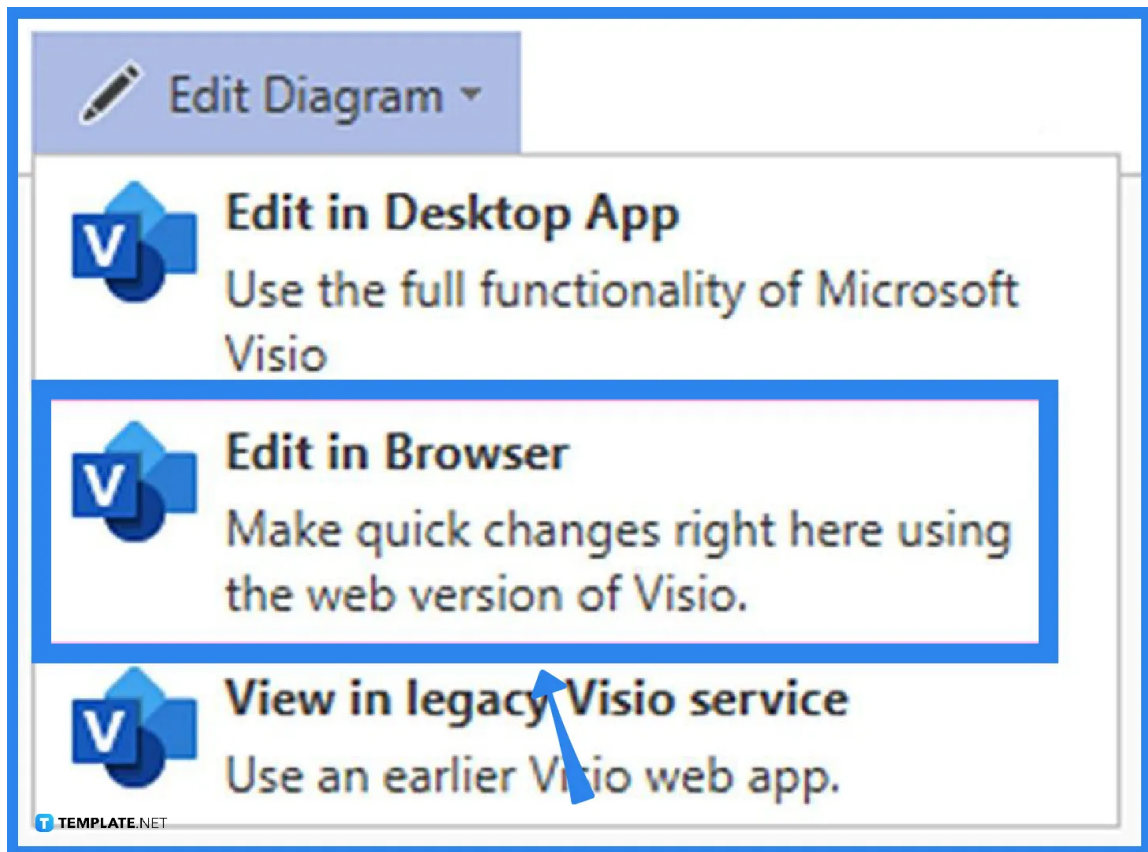 Edit Diagram
Edit in Desktop App
Use the full functionality of Microsoft
Visio
Edit in Browser
Make quick changes right here using
the web version of Visio.
View in legacy Visio service
Use an earlier Visio web app.
T TEMPLATE.NET